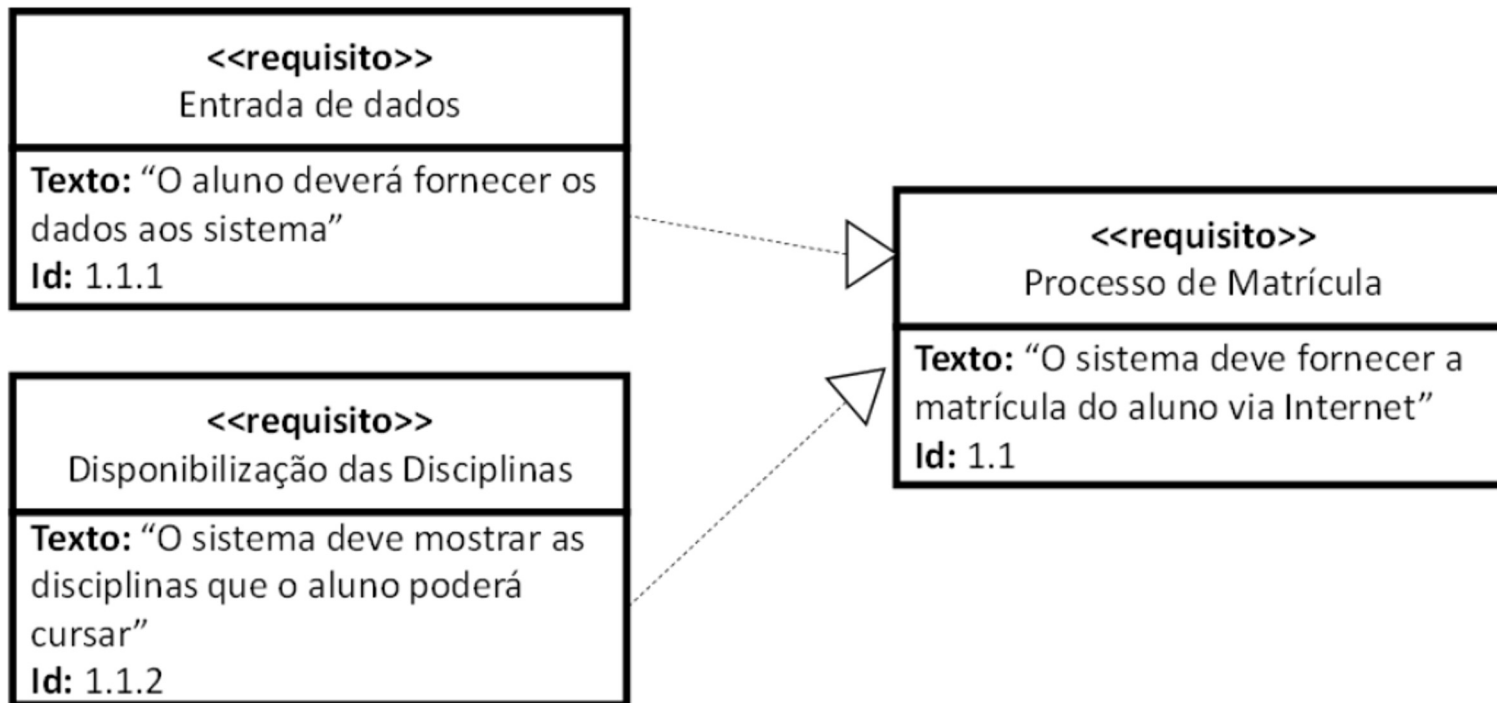 <<requisito>>
Entrada de dados
Texto: “O aluno deverá fornecer os
dados aos sistema”
Id: 1.1.1
<<requisito>>
Disponibilização das Disciplinas
Texto: “O sistema deve mostrar as
disciplinas que o aluno poderá
cursar”
Id: 1.1.2
<<requisito>>
Processo de Matrícula
Texto: “O sistema deve fornecer a
matrícula do aluno via Internet”
Id: 1.1